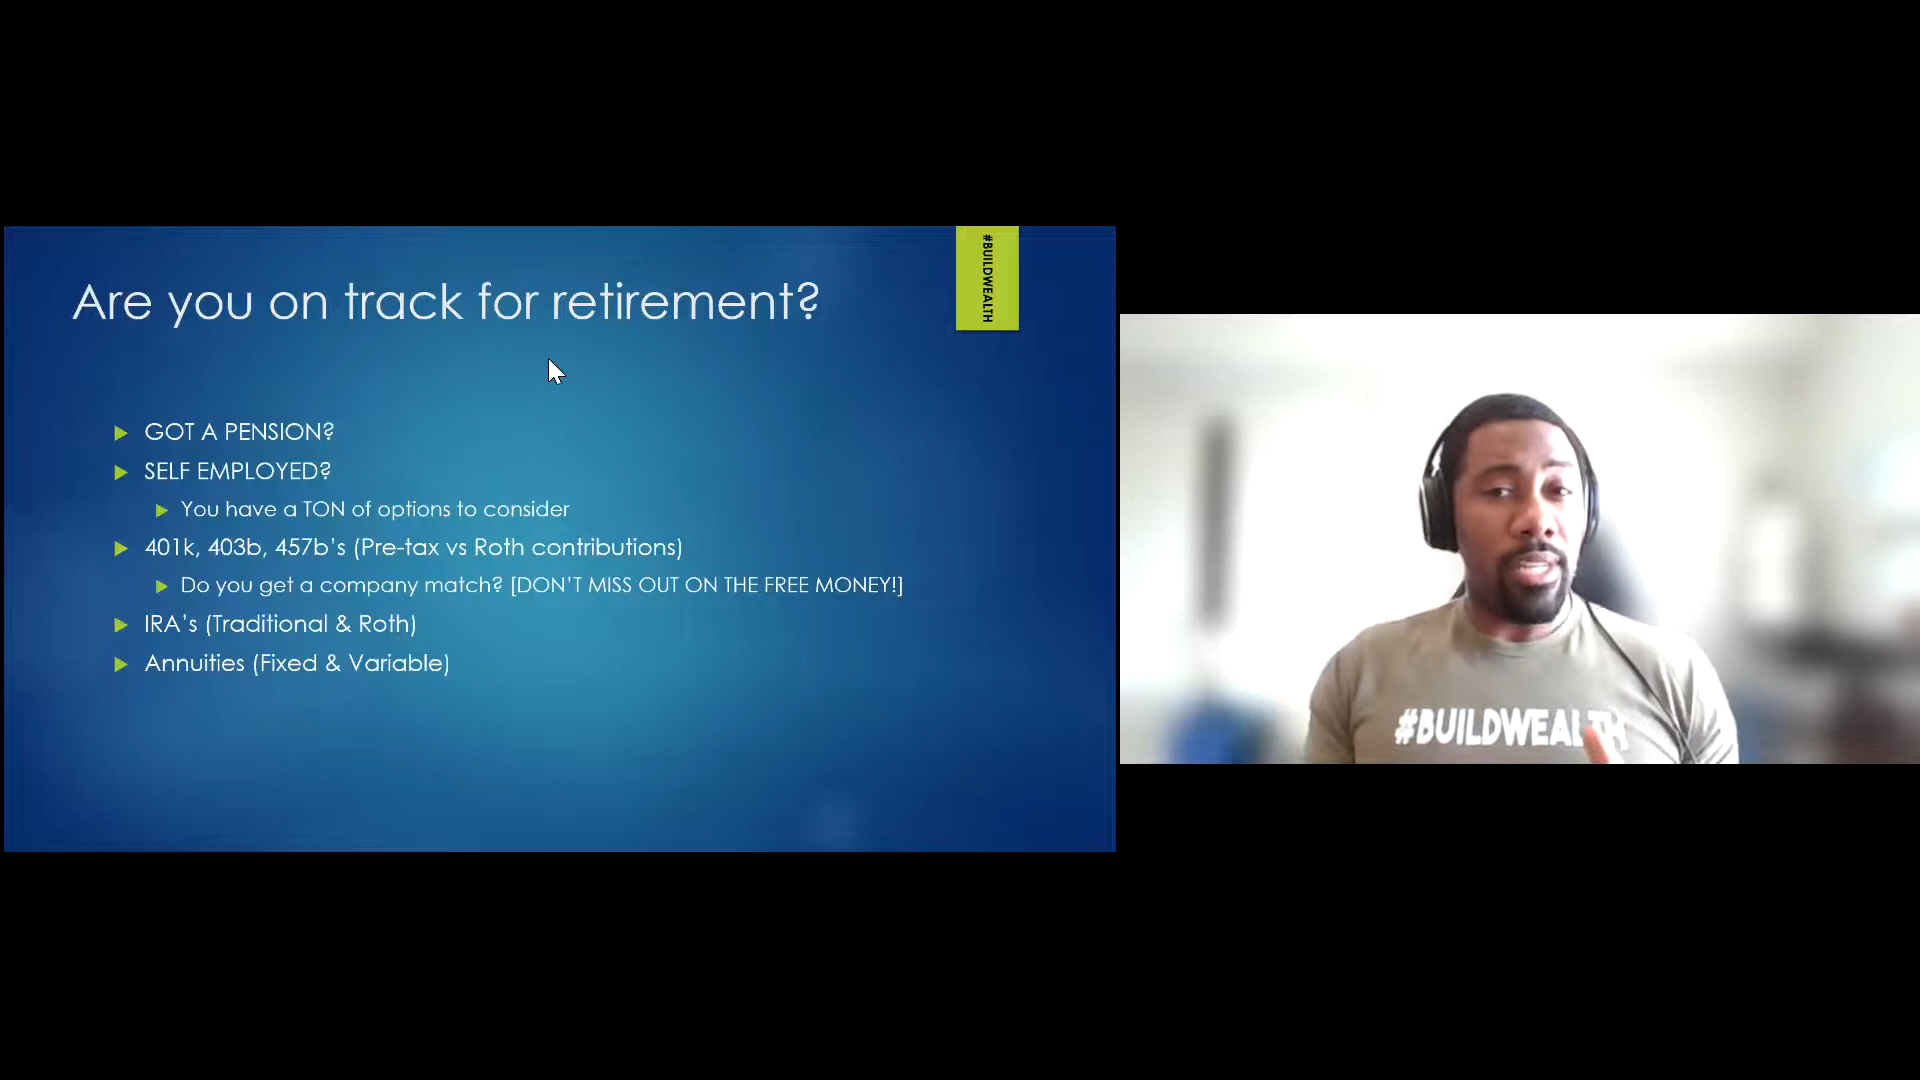 Are you on track for retirement?
#BUILDWEALTH
GOT A PENSION?
SELF EMPLOYED?
You have a TON of options to consider
401k, 403b, 457b’s (Pre-tax vs Roth contributions)
Do you get a company match? [DON’T MISS OUT ON THE FREE MONEY!]
IRA’s (Traditional & Roth)
Annuities (Fixed & Variable)
#BUILDWEALTH